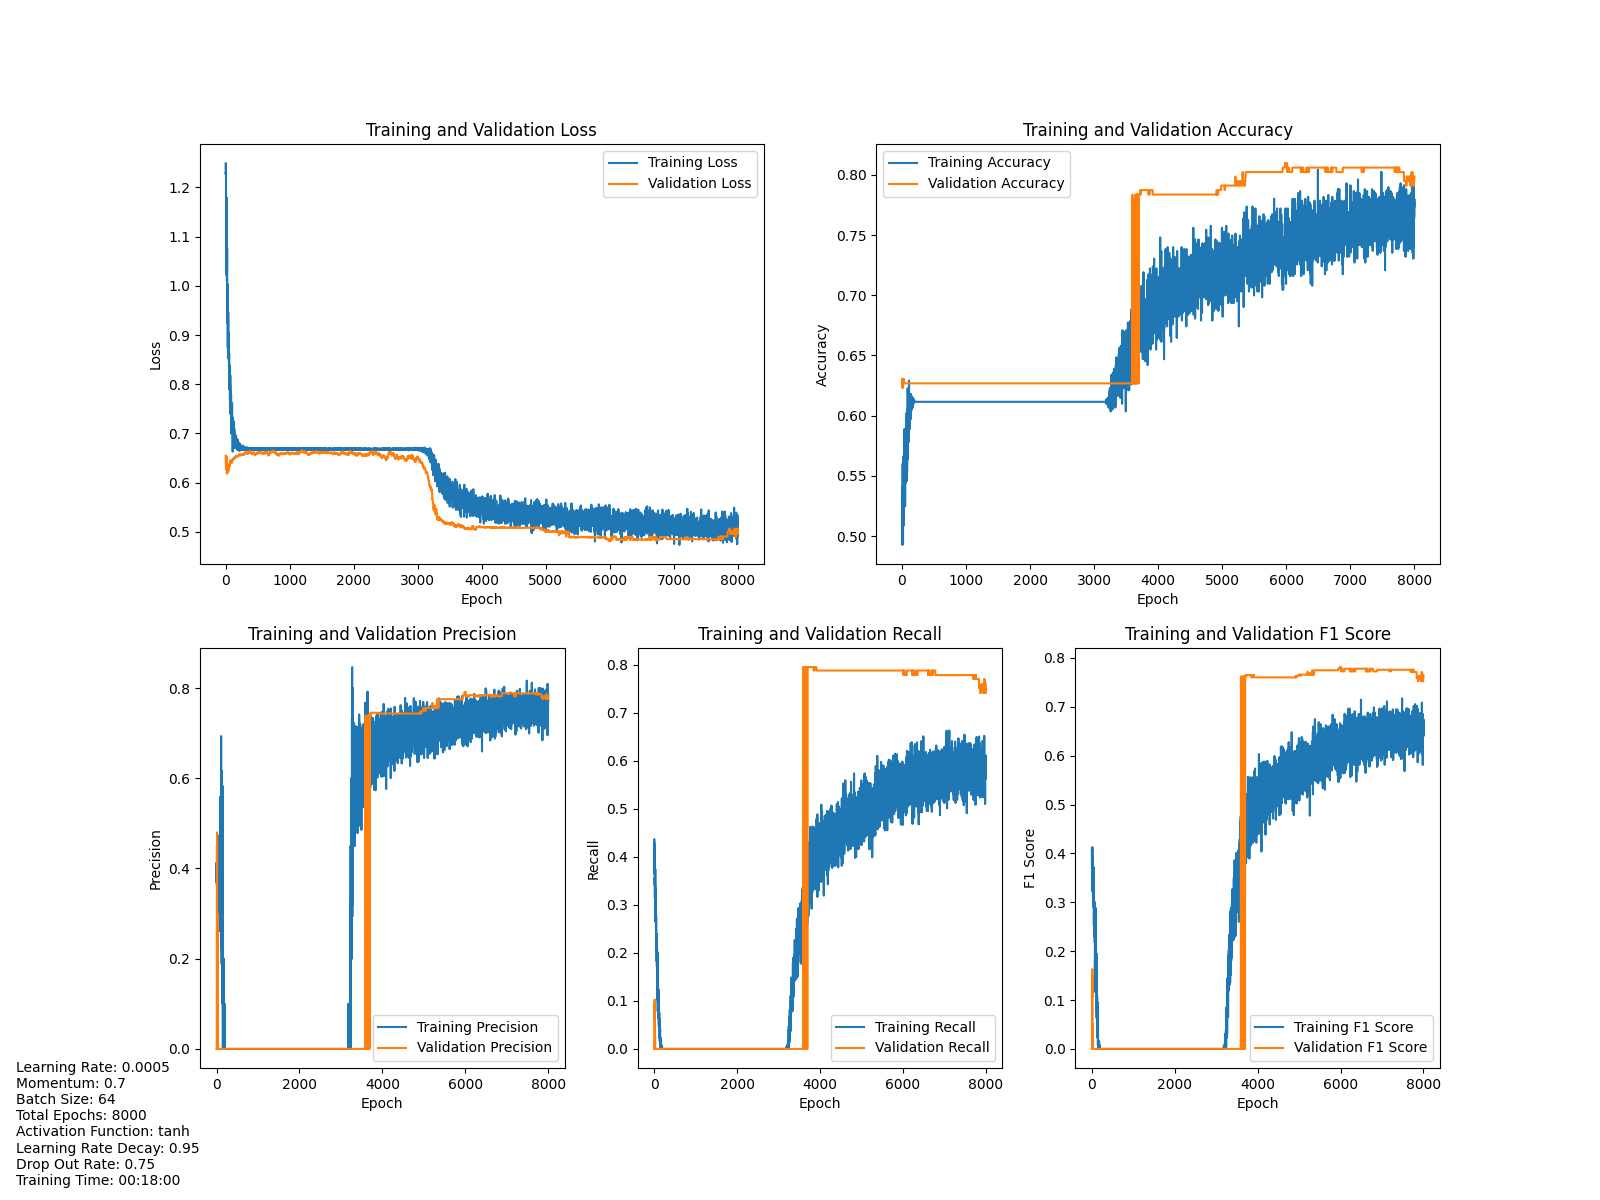 Training and Validation Loss
1.2
1.1
1.0
0.9
0.8
0.7
0.6
0.5
Loss
Training Loss
Validation Loss
0 1000 2000 3000 4000 5000 6000 7000 8000
Epoch
Training and Validation Accuracy
0.80
0.75
0.70
0.65
0.60
0.55
0.50
Accuracy
Training Accuracy
Validation Accuracy
0 1000 2000 3000 4000 5000 6000 7000 8000
Epoch
Training and Validation Precision
0.8
0.6
0.4
0.2
0.0
Precision
Training Precision
Validation Precision
0 2000 4000 6000 8000
Epoch
Training and Validation Recall
0.8
0.7
0.6
0.5
0.4
0.3
0.2
0.1
0.0
Recall
Training Recall
Validation Recall
0 2000 4000 6000 8000
Epoch
Training and Validation F1 Score
0.8
0.7
0.6
0.5
0.4
0.3
0.2
0.1
0.0
F1 Score
Training F1 Score
Validation F1 Score
0 2000 4000 6000 8000
Epoch
Learning Rate: 0.0005
Momentum: 0.7
Batch Size: 64
Total Epochs: 8000
Activation Function: tanh
Learning Rate Decay: 0.95
Drop Out Rate: 0.75
Training Time: 00:18:00